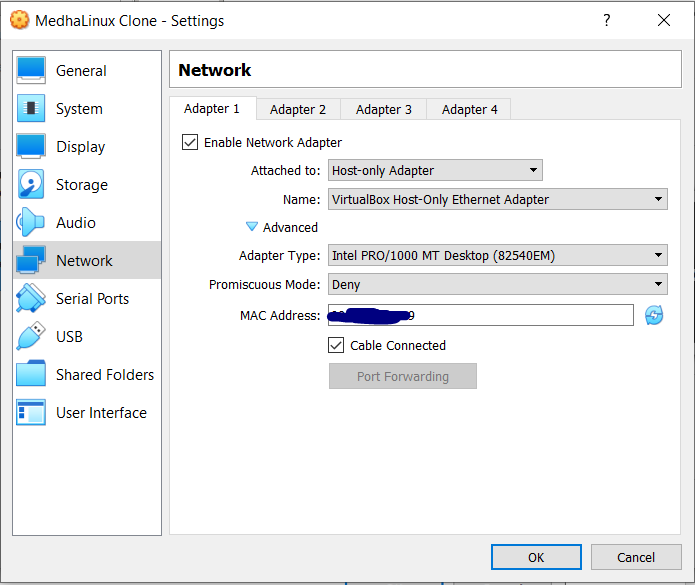 MedhaLinux Clone - Settings
?
General
System
Display
Storage
Audio
Network
Serial Ports
USB
Shared Folders
User Interface
Network
Adapter 1
Adapter 2
Adapter 3
Adapter 4
Enable Network Adapter
Attached to: Host-only Adapter
Name: VirtualBox Host-Only Ethernet Adapter
Advanced
Adapter Type: Intel PRO/1000 MT Desktop (82540EM)
Promiscuous Mode: Deny
MAC Address:
Cable Connected
Port Forwarding
OK
Cancel